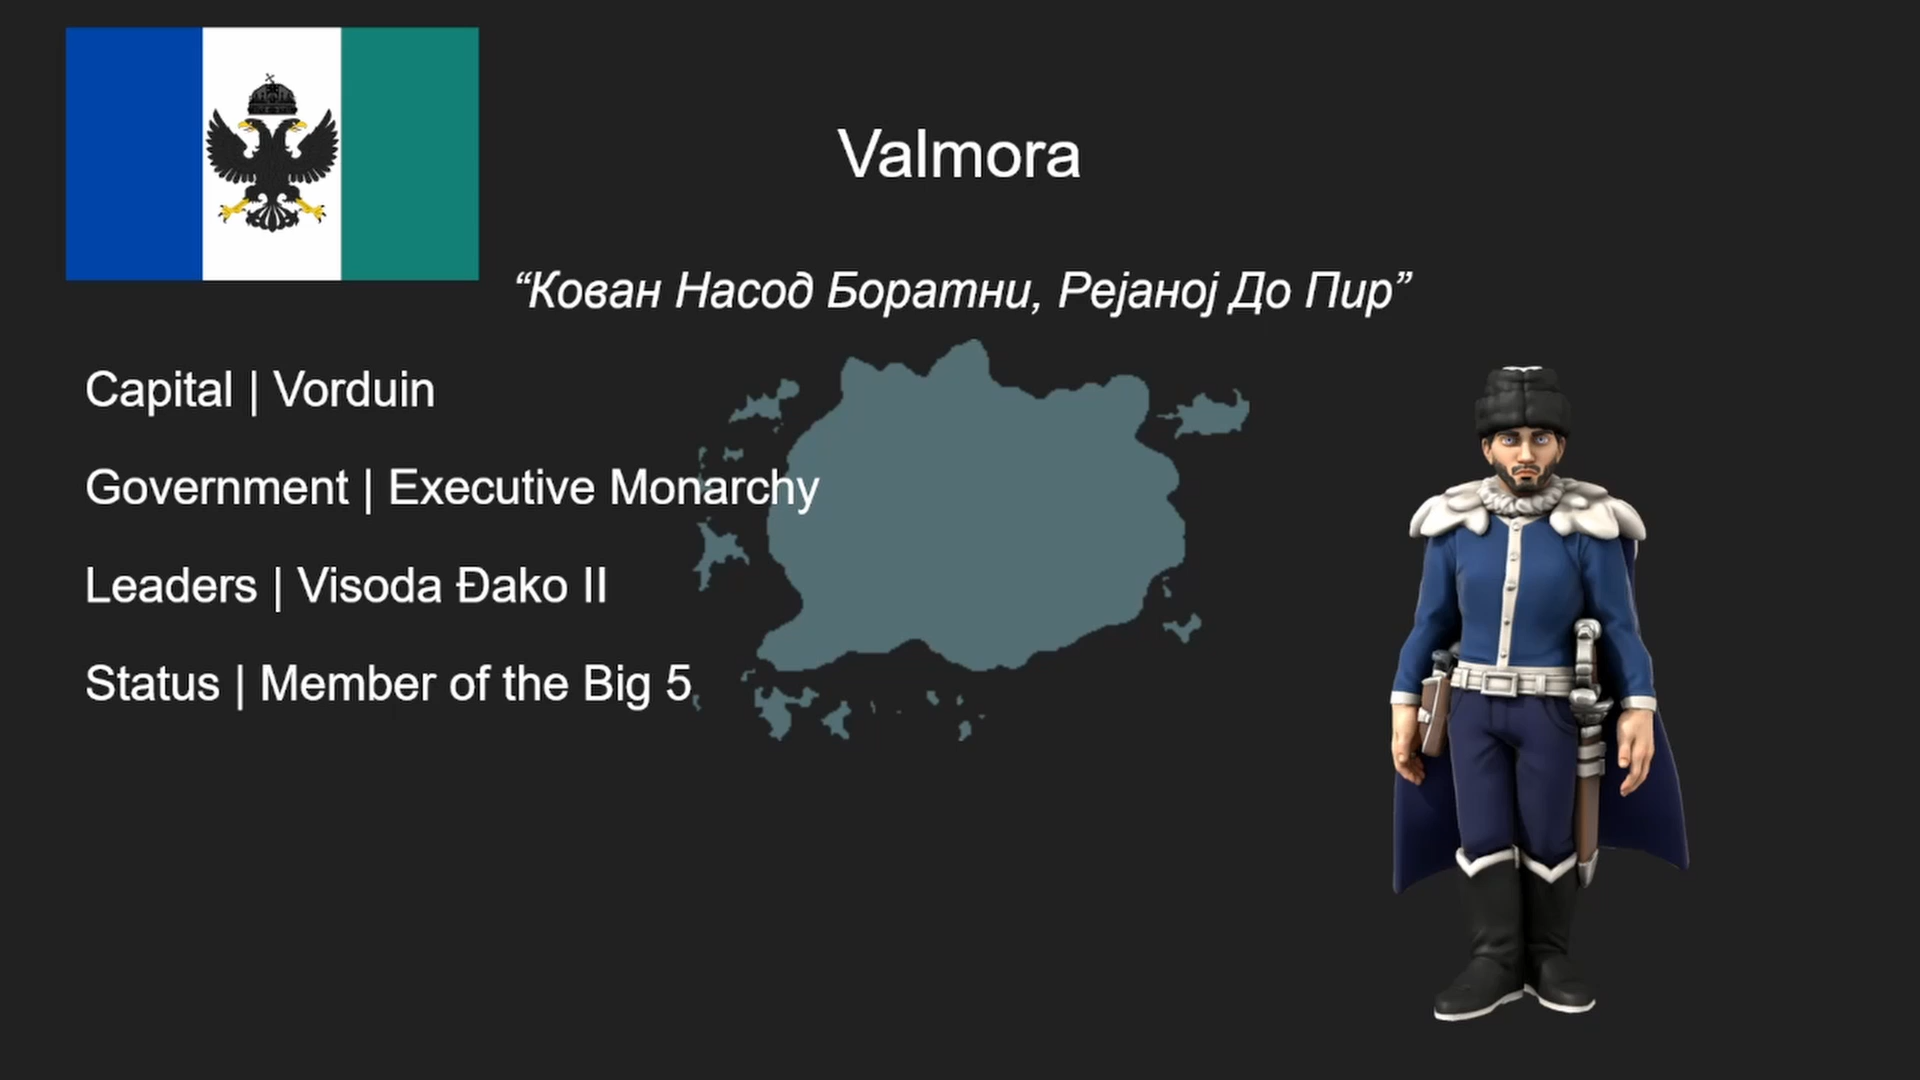 Valmora
“Кован Насод Боратни, Рејаној До Пир”
Capital | Vorduin
Government | Executive Monarchy
Leaders | Visoda Đako II
Status | Member of the Big 5